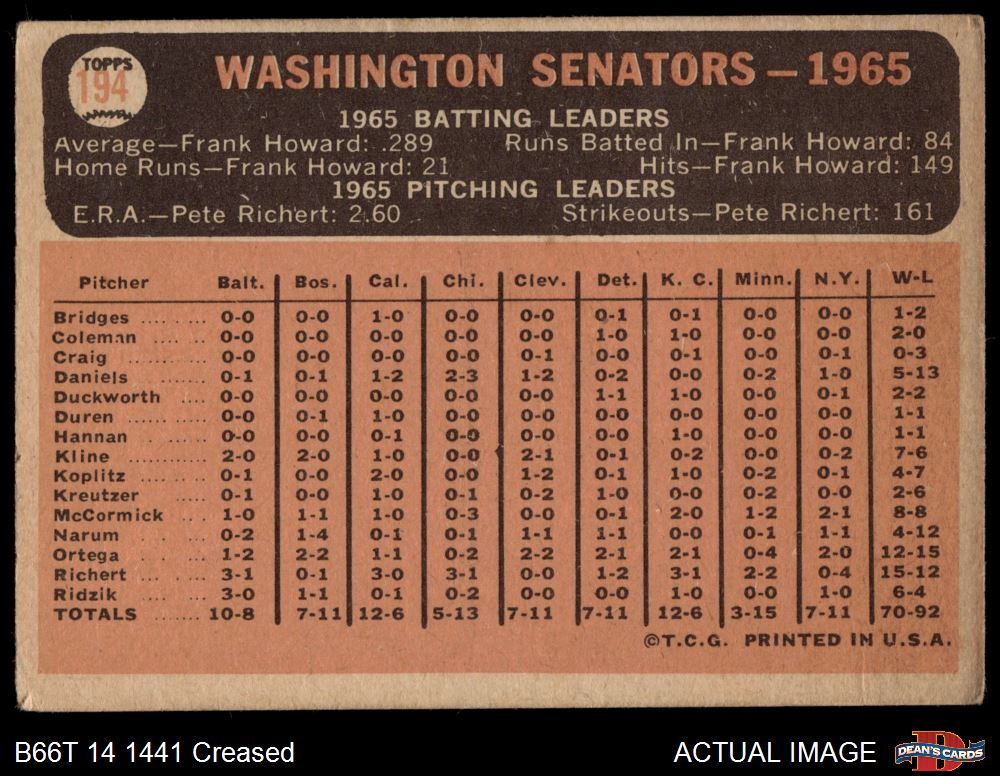 TOPPS
194
WASHINGTON SENATORS – 1965
1965 BATTING LEADERS
Average—Frank Howard: .289 Runs Batted In—Frank Howard: 84
Home Runs—Frank Howard: 21 Hits—Frank Howard: 149
1965 PITCHING LEADERS
E.R.A.—Pete Richert: 2.60 Strikeouts—Pete Richert: 161
Pitcher Balt. Bos. Cal. Chi. Clev. Det. K. C. Minn. N.Y. W-L
Bridges 0-0 0-0 1-0 0-0 0-0 0-1 0-1 0-0 0-0 1-2
Coleman 0-0 0-0 0-0 0-0 0-0 1-0 1-0 0-0 0-0 2-0
Craig 0-0 0-0 0-0 0-0 0-1 0-0 0-1 0-0 0-1 0-3
Daniels 0-1 0-1 1-2 2-3 1-2 0-2 0-0 0-2 1-0 5-13
Duckworth 0-0 0-0 0-0 0-0 0-0 1-1 1-0 0-0 0-1 2-2
Duren 0-0 0-1 1-0 0-0 0-0 0-0 0-0 0-0 0-0 1-1
Hannan 0-0 0-0 0-1 0-0 0-0 0-0 1-0 0-0 0-0 1-1
Kline 2-0 2-0 1-0 0-0 2-1 0-1 0-2 0-0 0-2 7-6
Koplitz 0-1 0-0 2-0 0-0 1-2 0-1 1-0 0-2 0-1 4-7
Kreutzer 0-1 0-0 1-0 0-1 0-2 1-0 0-0 0-2 0-0 2-6
McCormick 1-0 1-1 1-0 0-3 0-0 0-1 2-0 1-2 2-1 8-8
Narum 0-2 1-4 0-1 0-1 1-1 1-1 0-0 0-1 1-1 4-12
Ortega 1-2 2-2 1-1 0-2 2-2 2-1 2-1 0-4 2-0 12-15
Richert 3-1 0-1 3-0 3-1 0-0 1-2 3-1 2-2 0-4 15-12
Ridzik 3-0 1-1 0-1 0-2 0-0 0-0 1-0 0-0 1-0 6-4
TOTALS 10-8 7-11 12-6 5-13 7-11 7-11 12-6 3-15 7-11 70-92
©T.C.G. PRINTED IN U.S.A.
B66T 14 1441 Creased ACTUAL IMAGE DEAN'S CARDS